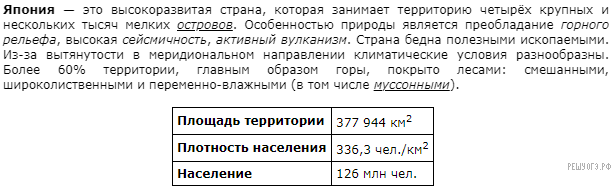 Япония — это высокоразвитая страна, которая занимает территорию четырёх крупных и
нескольких тысяч мелких островов. Особенностью природы является преобладание горного
рельефа, высокая сейсмичность, активный вулканизм. Страна бедна полезными ископаемыми.
Из-за вытянутости в меридиональном направлении климатические условия разнообразны.
Более 60% территории, главным образом горы, покрыто лесами: смешанными,
широколиственными и переменно-влажными (в том числе муссонными).
Площадь территории 377 944 км²
Плотность населения 336,3 чел./км²
Население 126 млн чел.
РЕШУОГЭ.РФ